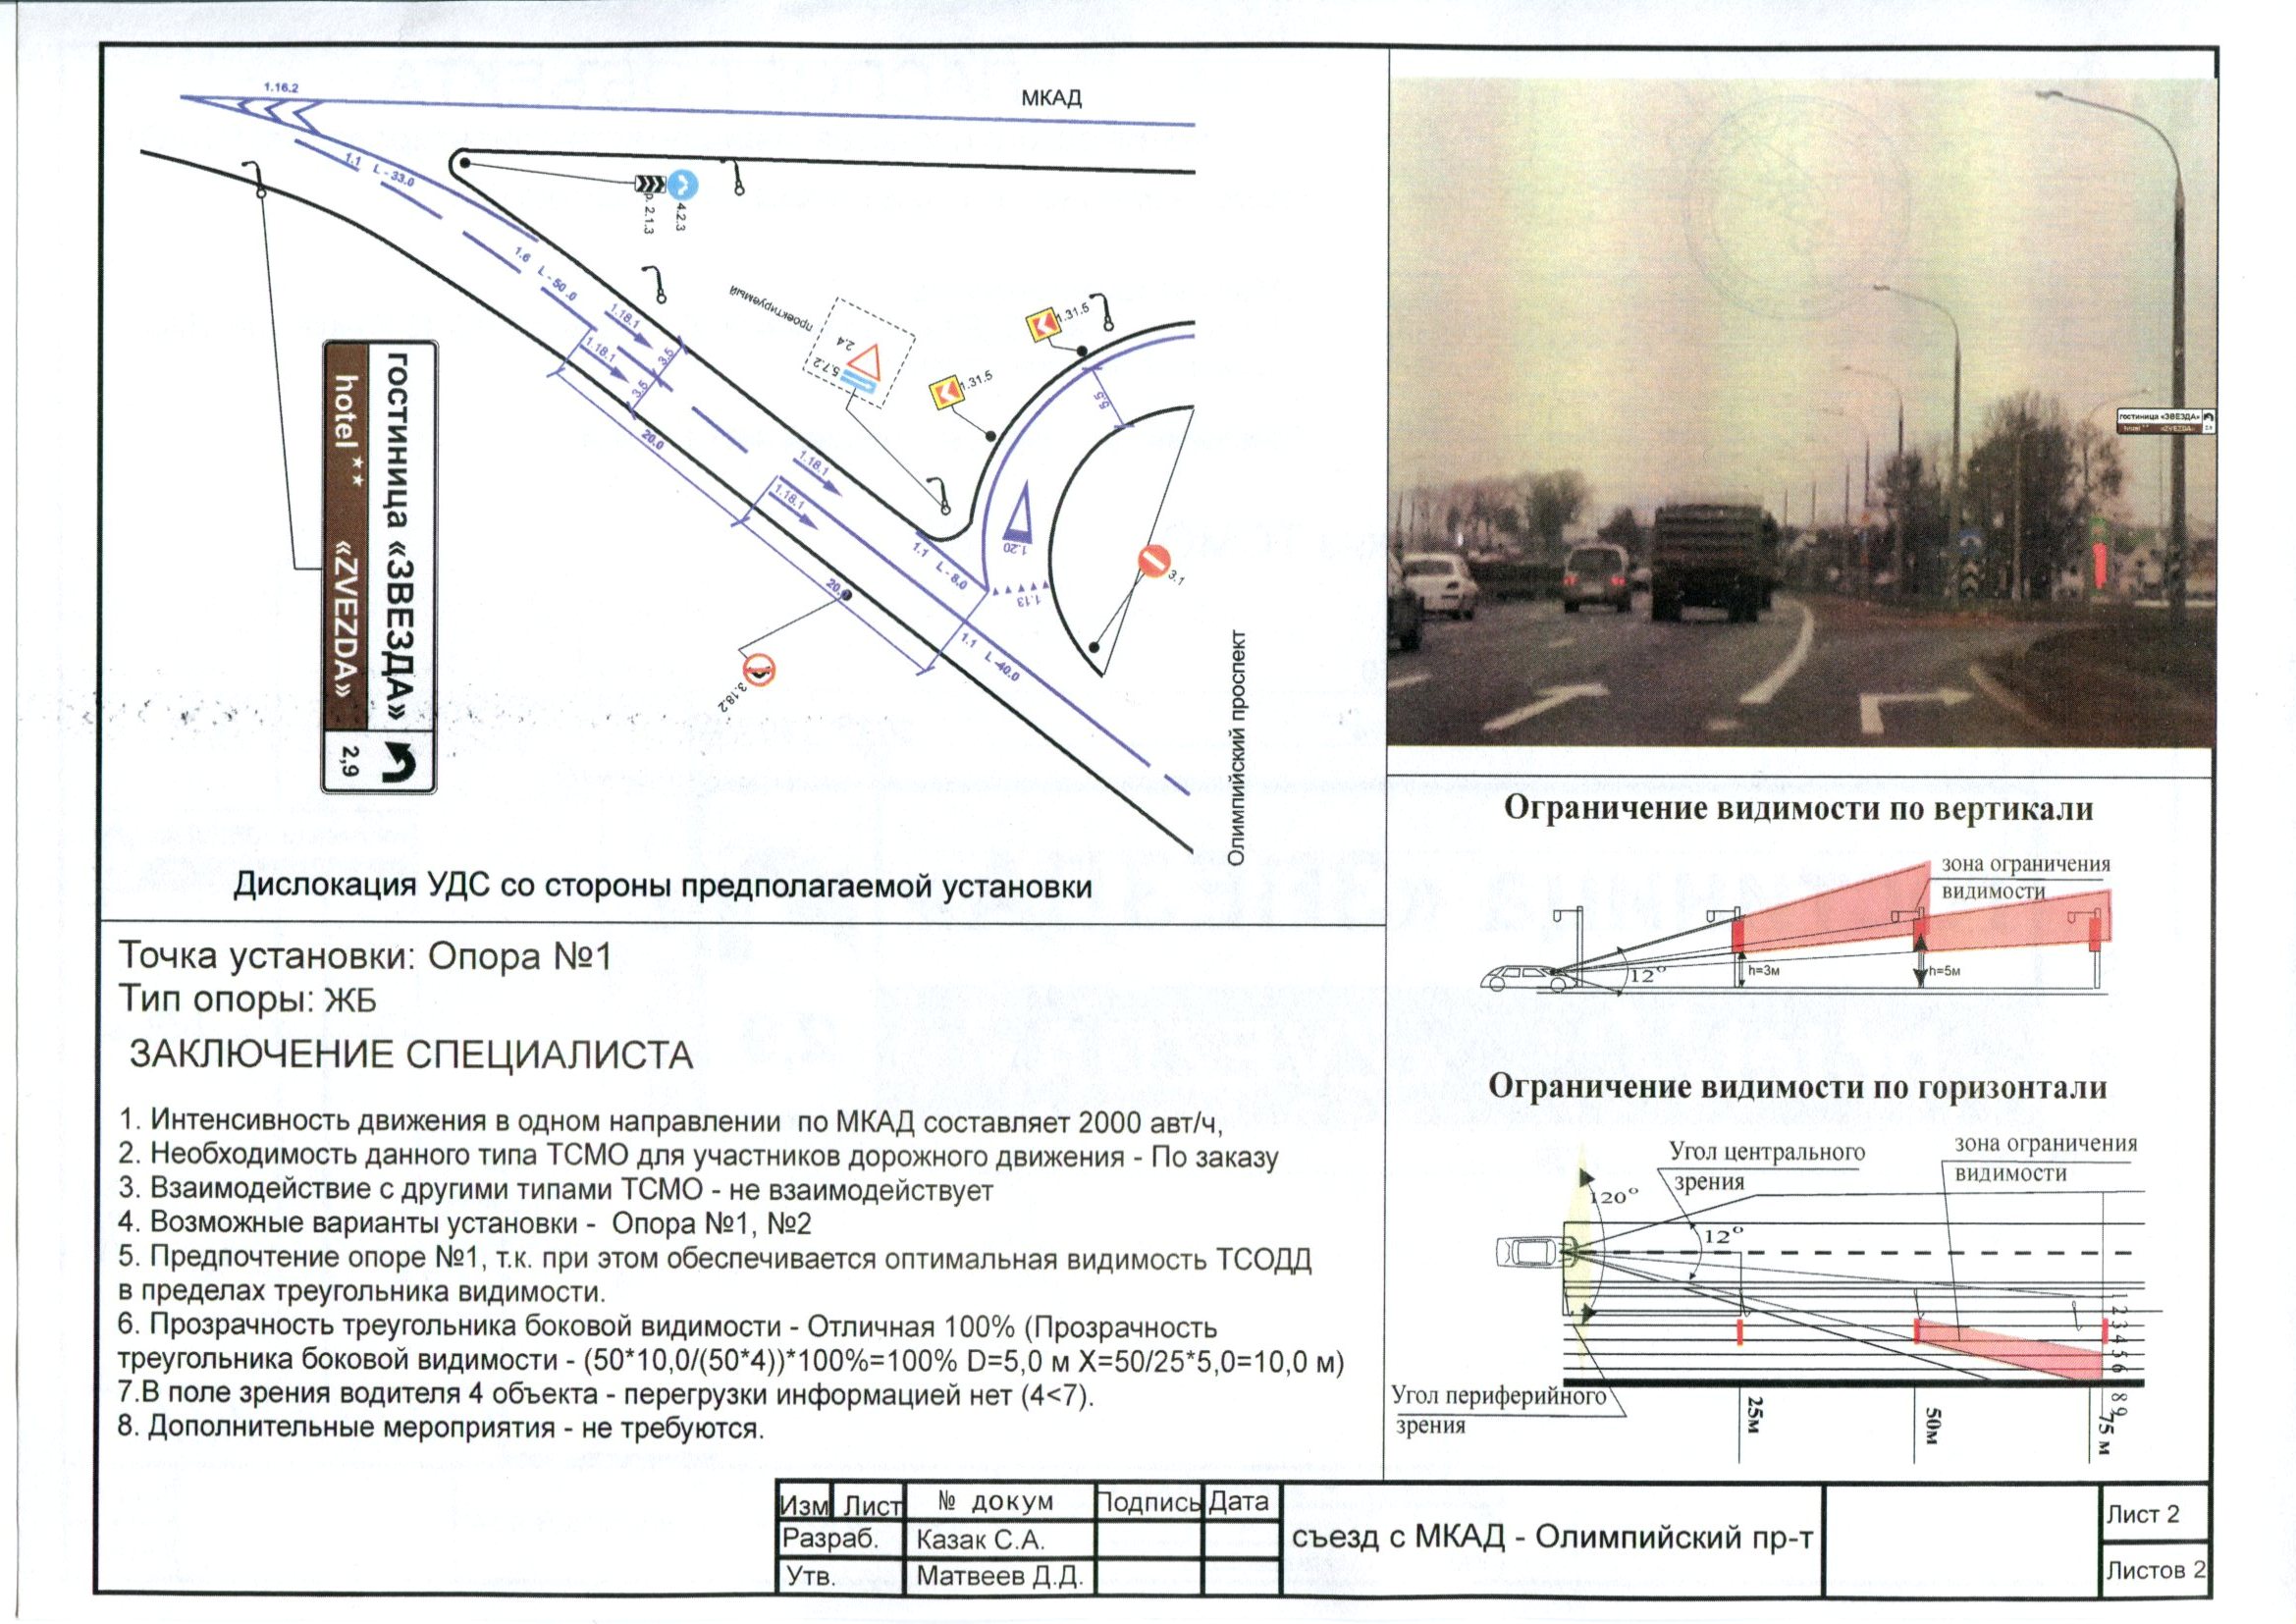 1.16.2
МКАД
1.1 L - 33.0
р. 2.1.3
4.2.3
1.6 L - 50.0
1.18.1
1.18.1
3.5
3.5
проектируемый
2.4
5.7.2
1.31.5
1.31.5
5.5
20.0
1.18.1
1.18.1
1.20
1.1 L - 8.0
1.13
3.1
20.
1.1 L -40.0
3.18.2
Олимпийский проспект
гостиница «ЗВЕЗДА»
hotel ** «ZVEZDA»
2,9
Дислокация УДС со стороны предполагаемой установки
гостиница «ЗВЕЗДА»
hotel ** «ZVEZDA» 2,9
Точка установки: Опора №1
Тип опоры: ЖБ
ЗАКЛЮЧЕНИЕ СПЕЦИАЛИСТА
1. Интенсивность движения в одном направлении по МКАД составляет 2000 авт/ч,
2. Необходимость данного типа ТСМО для участников дорожного движения - По заказу
3. Взаимодействие с другими типами ТСМО - не взаимодействует
4. Возможные варианты установки - Опора №1, №2
5. Предпочтение опоре №1, т.к. при этом обеспечивается оптимальная видимость ТСОДД
в пределах треугольника видимости.
6. Прозрачность треугольника боковой видимости - Отличная 100% (Прозрачность
треугольника боковой видимости - (50*10,0/(50*4))*100%=100% D=5,0 м X=50/25*5,0=10,0 м)
7.В поле зрения водителя 4 объекта - перегрузки информацией нет (4<7).
8. Дополнительные мероприятия - не требуются.
Ограничение видимости по вертикали
зона ограничения
видимости
12°
h=3м
h=5м
Ограничение видимости по горизонтали
Угол центрального
зрения
зона ограничения
видимости
120°
12°
1 2 3 4 5 6 8 9
Угол периферийного
зрения
25м
50м
75 м
Изм Лист № докум Подпись Дата
Разраб. Казак С.А.
Утв. Матвеев Д.Д.
съезд с МКАД - Олимпийский пр-т
Лист 2
Листов 2